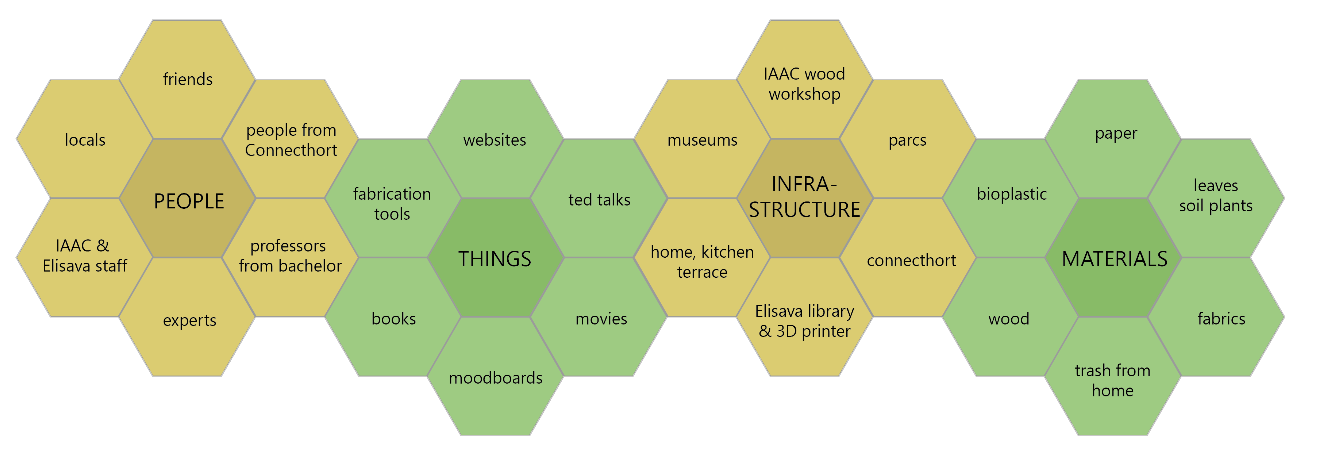 friends
locals
people from
Connecthort
PEOPLE
IAAC &
Elisava staff
professors
from bachelor
experts
websites
fabrication
tools
ted talks
THINGS
books
movies
moodboards
IAAC wood
workshop
museums
parcs
INFRA-
STRUCTURE
home, kitchen
terrace
connecthort
Elisava library
& 3D printer
paper
bioplastic
leaves
soil plants
MATERIALS
wood
fabrics
trash from
home